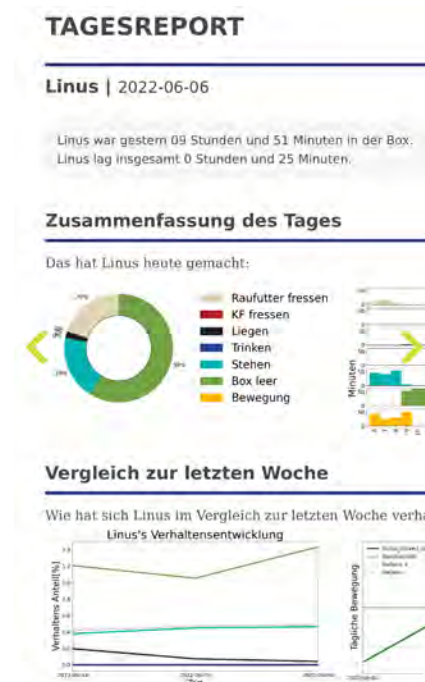 TAGESREPORT
Linus | 2022-06-06
Linus war gestern 09 Stunden und 51 Minuten in der Box.
Linus lag insgesamt 0 Stunden und 25 Minuten.
Zusammenfassung des Tages
Das hat Linus heute gemacht:
Raufutter fressen
KF fressen
Liegen
Trinken
Stehen
Box leer
Bewegung
Minuten
Vergleich zur letzten Woche
Wie hat sich Linus im Vergleich zur letzten Woche verha
Linus's Verhaltensentwicklung
Verhaltens Anteil[%]
Tägliche Bewegung